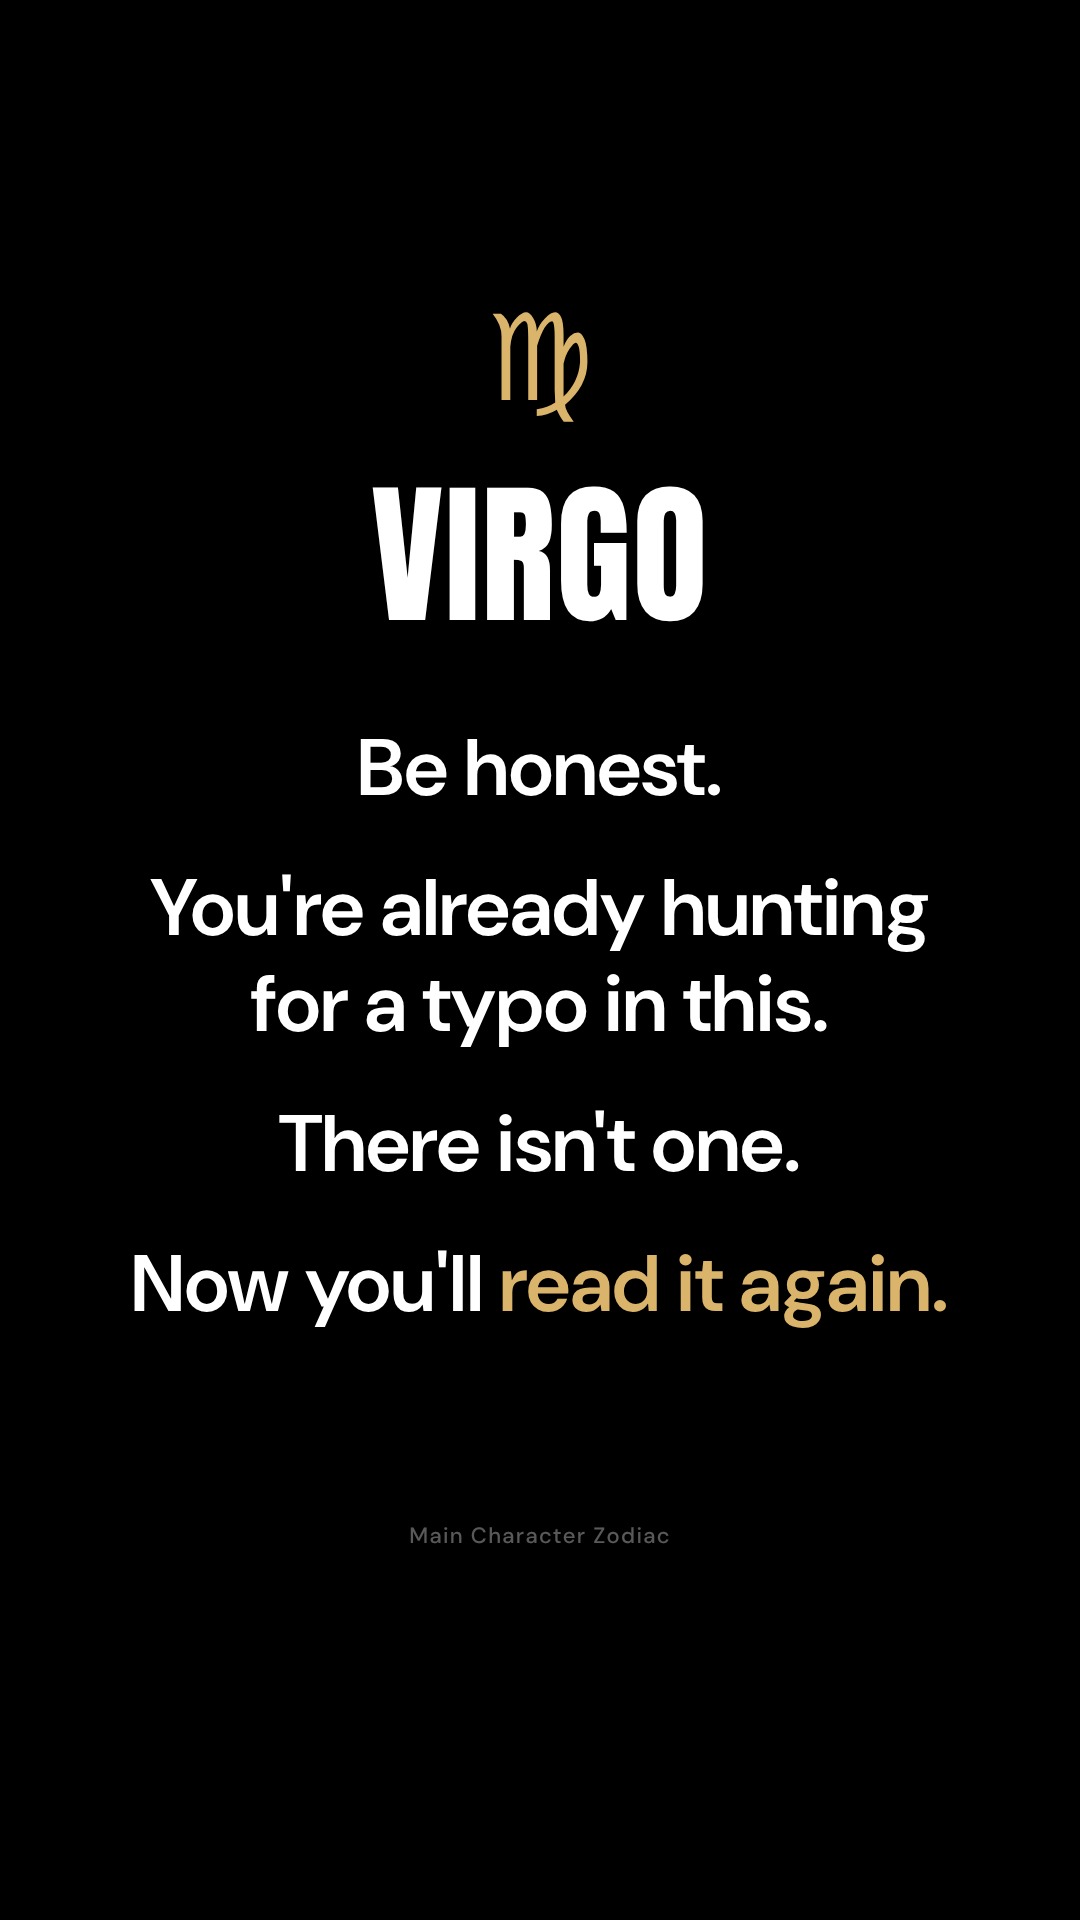 ♍
VIRGO
Be honest.
You're already hunting
for a typo in this.
There isn't one.
Now you'll read it again.
Main Character Zodiac